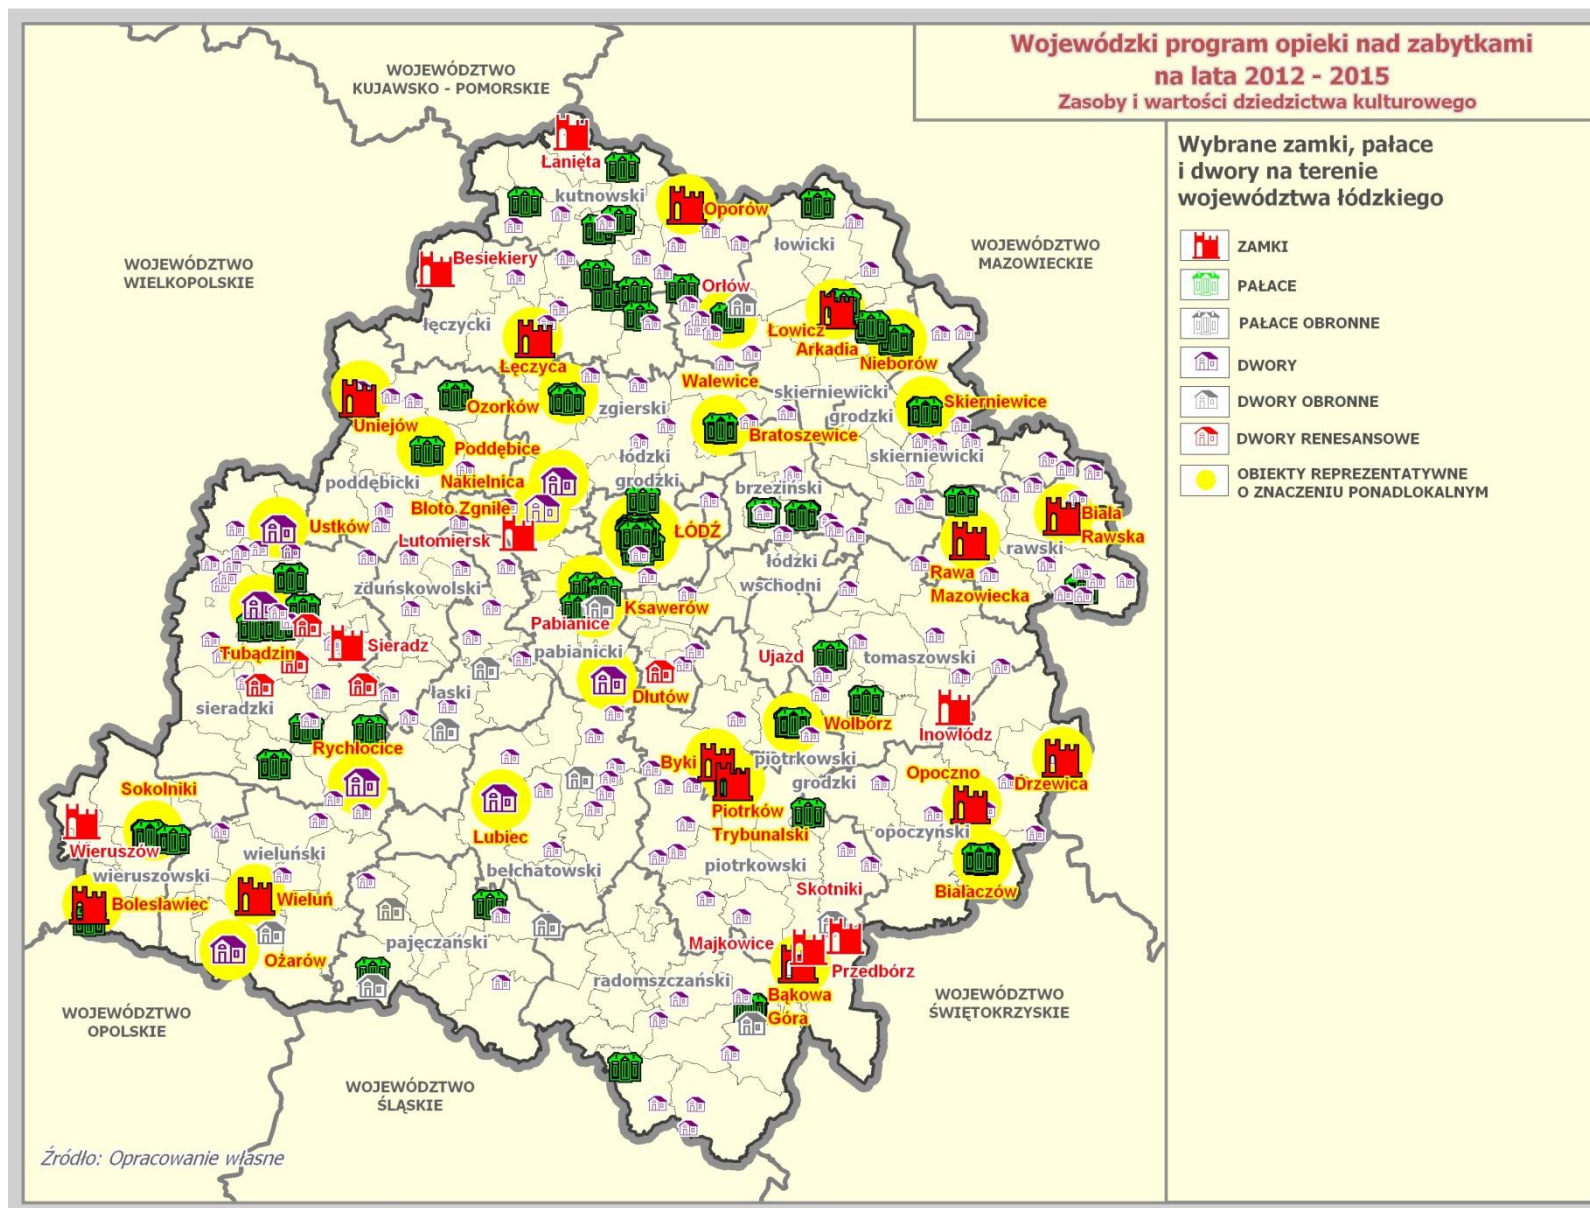 Wojewódzki program opieki nad zabytkami
na lata 2012 - 2015
Zasoby i wartości dziedzictwa kulturowego
Wybrane zamki, pałace
i dwory na terenie
województwa łódzkiego
ZAMKI
PAŁACE
PAŁACE OBRONNE
DWORY
DWORY OBRONNE
DWORY RENESANSOWE
OBIEKTY REPREZENTATYWNE
O ZNACZENIU PONADLOKALNYM
WOJEWÓDZTWO
KUJAWSKO - POMORSKIE
Łanięta
kutnowski
Oporów
łowicki
WOJEWÓDZTWO
MAZOWIECKIE
WOJEWÓDZTWO
WIELKOPOLSKIE
Besiekiery
Orłów
łęczycki
Łęczyca
Łowicz
Arkadia
Nieborów
Walewice
skierniewicki
grodzki
Skierniewice
Uniejów
Ozorków
zgierski
Bratoszewice
Poddębice
skierniewicki
poddębicki
Nakielnica
łódzki
grodzki
brzeziński
Błoto Zgniłe
Lutomiersk
ŁÓDŹ
Ustków
Biała
Rawska
rawski
Rawa
Mazowiecka
łódzki
wschodni
zduńskowolski
Ksawerów
Pabianice
pabianicki
Tubądzin
Sieradz
Ujazd
tomaszowski
sieradzki
łaski
Dłutów
Wolbórz
Inowłódz
Rychłocice
Byki
piotrkowski
grodzki
Opoczno
Drzewica
Sokolniki
Piotrków
Trybunalski
Lubiec
opoczyński
Wieruszów
wieluński
wieruszowski
bełchatowski
piotrkowski
Białaczów
Bolesławiec
Wieluń
Skotniki
Ożarów
pajęczański
Majkowice
Przedbórz
radomszczański
Bąkowa
Góra
WOJEWÓDZTWO
OPOLSKIE
WOJEWÓDZTWO
ŚWIĘTOKRZYSKIE
WOJEWÓDZTWO
ŚLĄSKIE
Źródło: Opracowanie własne